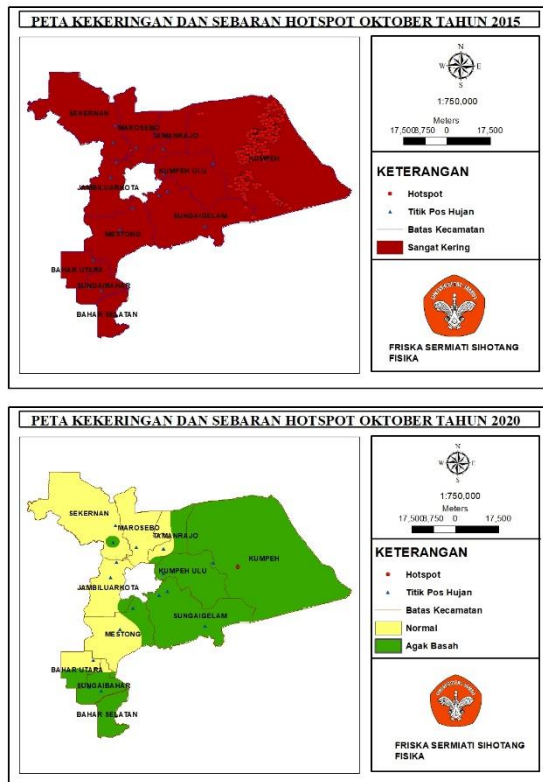 PETA KEKERINGAN DAN SEBARAN HOTSPOT OKTOBER TAHUN 2015
N
W E
S
1:750,000
Meters
17,500 8,750 0 17,500
SEKERNAN
MAROSEBO
TAMANRAJO
KUMPEH
KUMPEH ULU
JAMBILUARKOTA
SUNGAIGELAM
MESTONG
BAHAR UTARA
SUNGAIBAHAR
BAHAR SELATAN
KETERANGAN
Hotspot
Titik Pos Hujan
Batas Kecamatan
Sangat Kering
UNIVERSITAS JAMBI
FRISKA SERMIATI SIHOTANG
FISIKA
PETA KEKERINGAN DAN SEBARAN HOTSPOT OKTOBER TAHUN 2020
N
W E
S
1:750,000
Meters
17,500 8,750 0 17,500
SEKERNAN
MAROSEBO
TAMANRAJO
KUMPEH
KUMPEH ULU
JAMBILUARKOTA
SUNGAIGELAM
MESTONG
BAHAR UTARA
SUNGAIBAHAR
BAHAR SELATAN
KETERANGAN
Hotspot
Titik Pos Hujan
Batas Kecamatan
Normal
Agak Basah
UNIVERSITAS JAMBI
FRISKA SERMIATI SIHOTANG
FISIKA